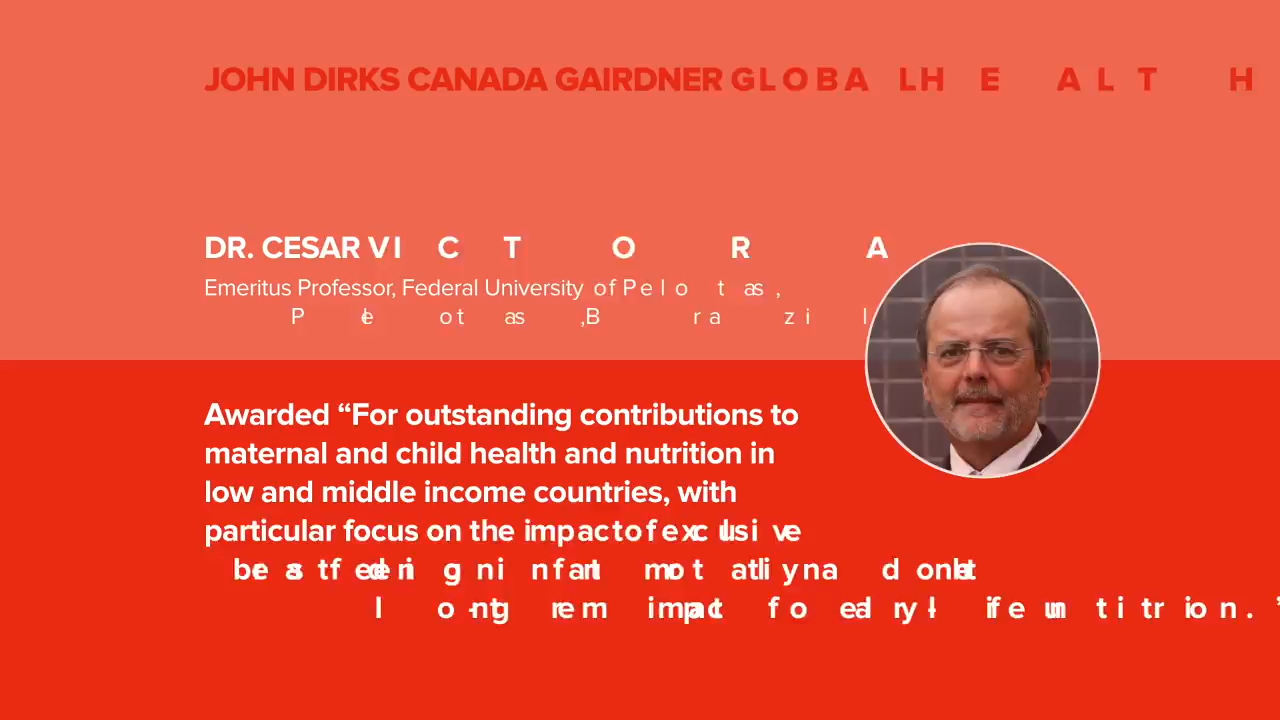 JOHN DIRKS CANADA GAIRDNER GLOBAL HEALTH
DR. CESAR VICTORA
Emeritus Professor, Federal University of Pelotas,
Pelotas, Brazil
Awarded “For outstanding contributions to
maternal and child health and nutrition in
low and middle income countries, with
particular focus on the impact of exclusive
breastfeeding on infant mortality and on the
long-term impact of early-life nutrition.”